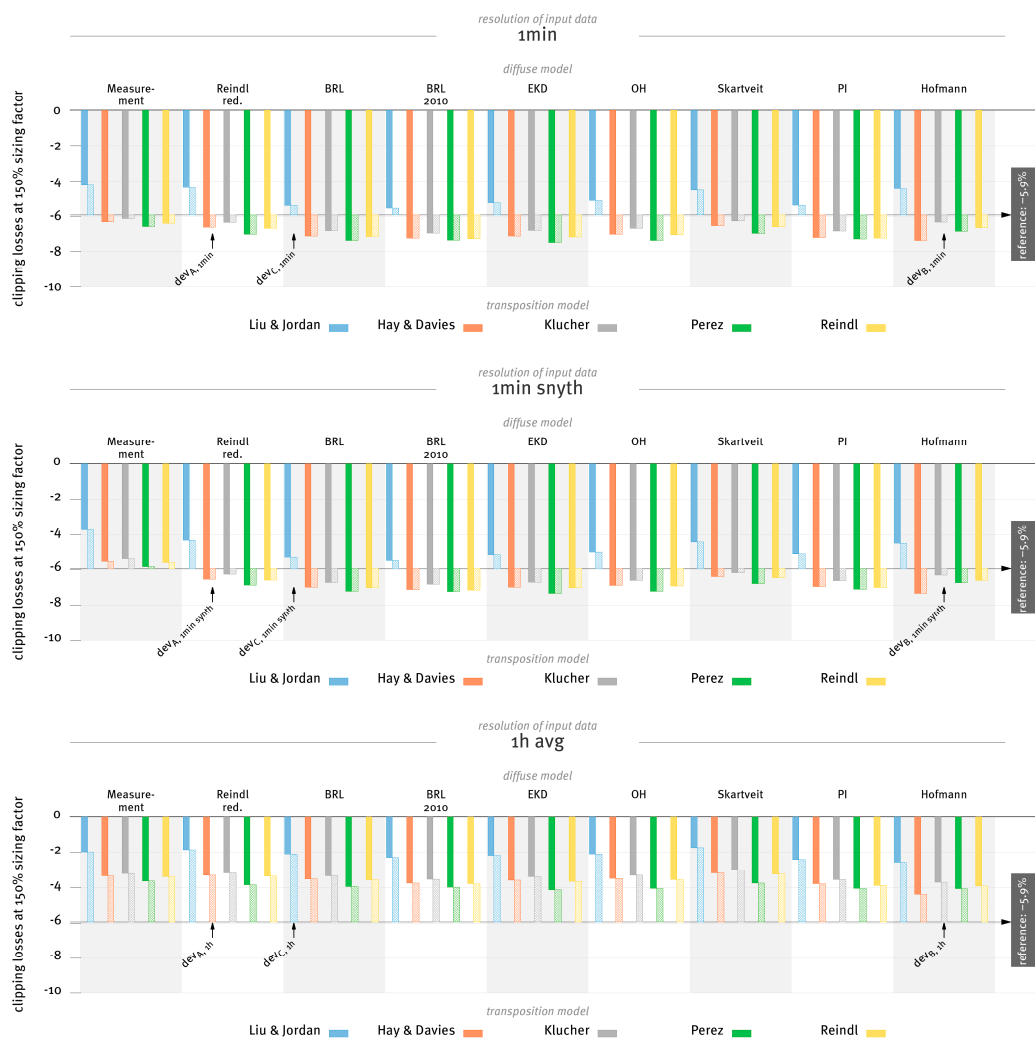 resolution of input data
1min
diffuse model
Measure-
ment
Reindl
red.
BRL
BRL
2010
EKD
OH
Skartveit
PI
Hofmann
clipping losses at 150% sizing factor
0
-2
-4
-6
-8
-10
reference: −5.9%
devA, 1min
devC, 1min
devB, 1min
transposition model
Liu & Jordan
Hay & Davies
Klucher
Perez
Reindl
resolution of input data
1min snyth
diffuse model
Measure-
ment
Reindl
red.
BRL
BRL
2010
EKD
OH
Skartveit
PI
Hofmann
clipping losses at 150% sizing factor
0
-2
-4
-6
-8
-10
reference: −5.9%
devA, 1min synth
devC, 1min synth
devB, 1min synth
transposition model
Liu & Jordan
Hay & Davies
Klucher
Perez
Reindl
resolution of input data
1h avg
diffuse model
Measure-
ment
Reindl
red.
BRL
BRL
2010
EKD
OH
Skartveit
PI
Hofmann
clipping losses at 150% sizing factor
0
-2
-4
-6
-8
-10
reference: −5.9%
devA, 1h
devC, 1h
devB, 1h
transposition model
Liu & Jordan
Hay & Davies
Klucher
Perez
Reindl